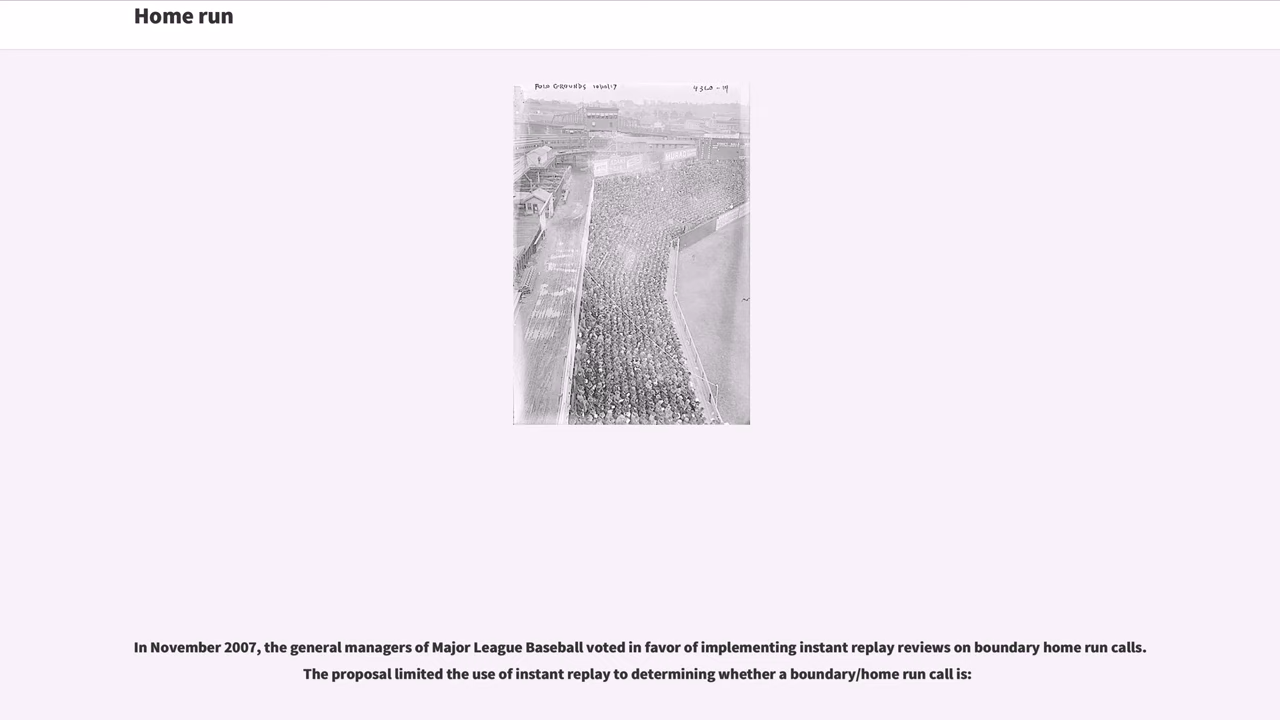 Home run
POLO GROUNDS
In November 2007, the general managers of Major League Baseball voted in favor of implementing instant replay reviews on boundary home run calls.
The proposal limited the use of instant replay to determining whether a boundary/home run call is: